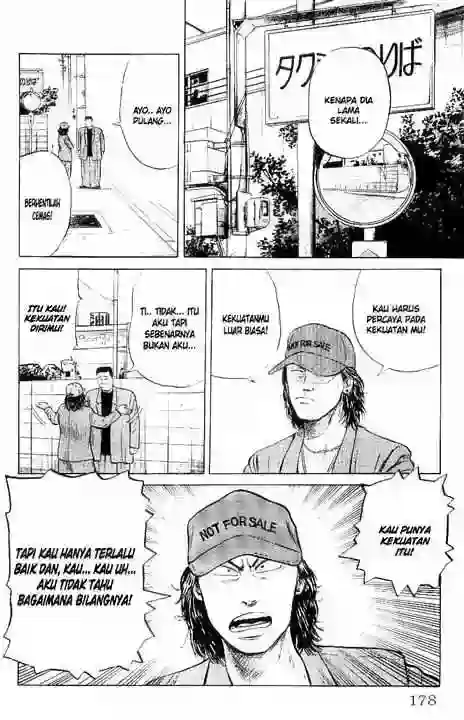 タク
りば
KENAPA DIA
LAMA
SEKALI...
AYO.. AYO
PULANG...
BERHENTILAH
CEMAS!
KAU HARUS
PERCAYA PADA
KEKUATAN MU!
KEKUATANMU
LUAR BIASA!
NOT FOR SALE
TI.. TIDAK... ITU
AKU TAPI
SEBENARNYA
BUKAN AKU...
ITU KAU!
KEKUATAN
DIRIMU!
KAU PUNYA
KEKUATAN
ITU!
NOT FOR SALE
TAPI KAU HANYA TERLALU
BAIK DAN, KAU... KAU UH...
AKU TIDAK TAHU
BAGAIMANA BILANGNYA!
178